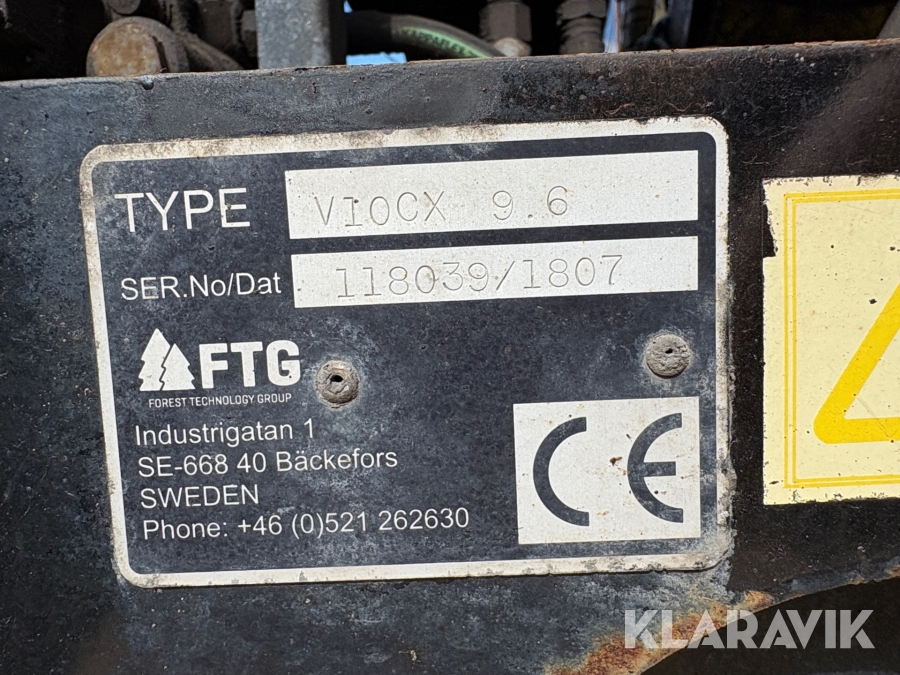 TYPE V10CX 9.6
SER.No/Dat 118039/1807
FTG
FOREST TECHNOLOGY GROUP
Industrigatan 1
SE-668 40 Bäckefors
SWEDEN
Phone: +46 (0)521 262630
CE
KLARAVIK